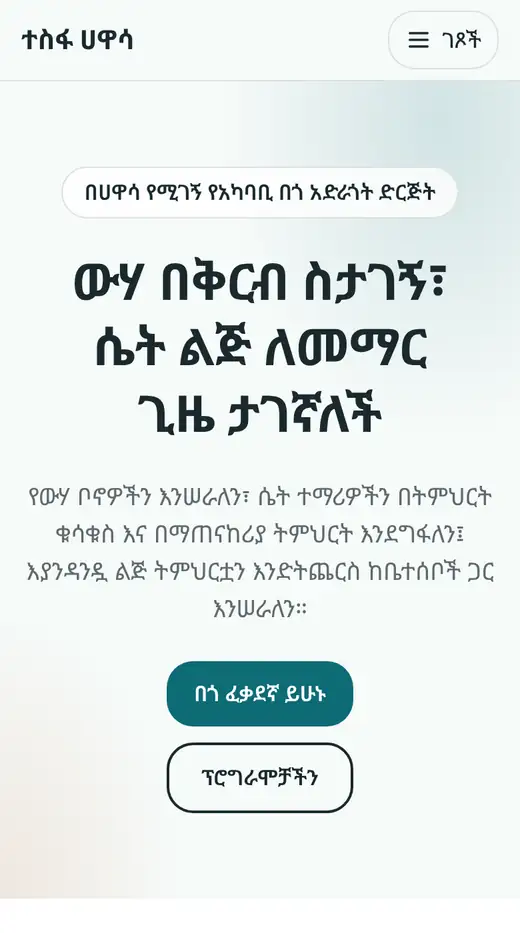 ተስፋ ሀዋሳ
ገጾች
በሀዋሳ የሚገኝ የአካባቢ በጎ አድራጎት ድርጅት
ውሃ በቅርብ ስታገኝ፣
ሴት ልጅ ለመማር
ጊዜ ታገኛለች
የውሃ ቦኖዎችን እንሠራለን፣ ሴት ተማሪዎችን በትምህርት
ቁሳቁስ እና በማጠናከሪያ ትምህርት እንደግፋለን፤
እያንዳንዷ ልጅ ትምህርቷን እንድትጨርስ ከቤተሰቦች ጋር
እንሠራለን።
በጎ ፈቃደኛ ይሁኑ
ፕሮግራሞቻችን